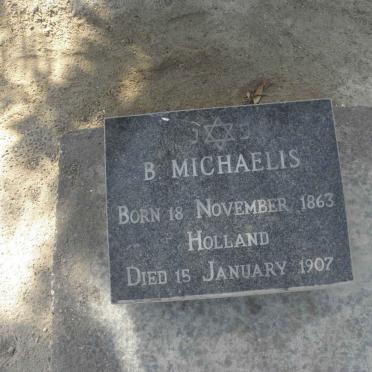 B MICHAELIS
BORN 18 NOVEMBER 1863
HOLLAND
DIED 15 JANUARY 1907